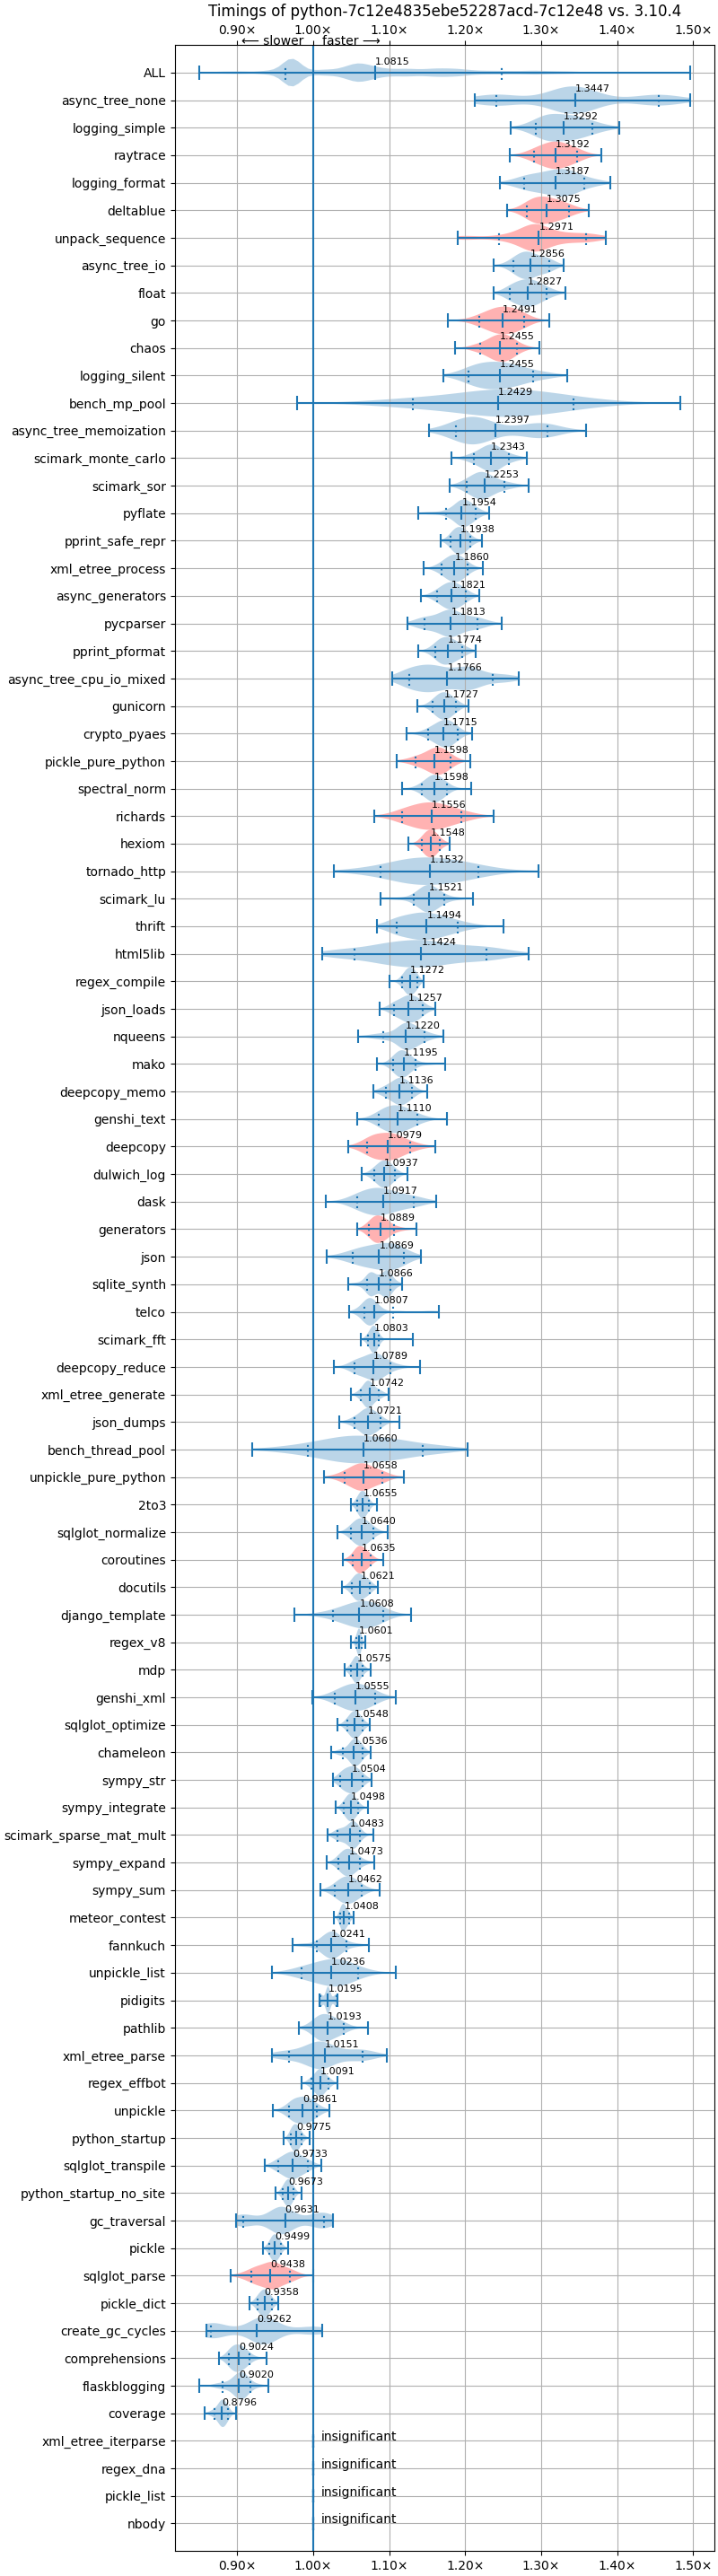 Timings of python-7c12e4835ebe52287acd-7c12e48 vs. 3.10.4
0.90× 1.00× 1.10× 1.20× 1.30× 1.40× 1.50×
⟵ slower faster ⟶
ALL 1.0815
async_tree_none 1.3447
logging_simple 1.3292
raytrace 1.3192
logging_format 1.3187
deltablue 1.3075
unpack_sequence 1.2971
async_tree_io 1.2856
float 1.2827
go 1.2491
chaos 1.2455
logging_silent 1.2455
bench_mp_pool 1.2429
async_tree_memoization 1.2397
scimark_monte_carlo 1.2343
scimark_sor 1.2253
pyflate 1.1954
pprint_safe_repr 1.1938
xml_etree_process 1.1860
async_generators 1.1821
pycparser 1.1813
pprint_pformat 1.1774
async_tree_cpu_io_mixed 1.1766
gunicorn 1.1727
crypto_pyaes 1.1715
pickle_pure_python 1.1598
spectral_norm 1.1598
richards 1.1556
hexiom 1.1548
tornado_http 1.1532
scimark_lu 1.1521
thrift 1.1494
html5lib 1.1424
regex_compile 1.1272
json_loads 1.1257
nqueens 1.1220
mako 1.1195
deepcopy_memo 1.1136
genshi_text 1.1110
deepcopy 1.0979
dulwich_log 1.0937
dask 1.0917
generators 1.0889
json 1.0869
sqlite_synth 1.0866
telco 1.0807
scimark_fft 1.0803
deepcopy_reduce 1.0789
xml_etree_generate 1.0742
json_dumps 1.0721
bench_thread_pool 1.0660
unpickle_pure_python 1.0658
2to3 1.0655
sqlglot_normalize 1.0640
coroutines 1.0635
docutils 1.0621
django_template 1.0608
regex_v8 1.0601
mdp 1.0575
genshi_xml 1.0555
sqlglot_optimize 1.0548
chameleon 1.0536
sympy_str 1.0504
sympy_integrate 1.0498
scimark_sparse_mat_mult 1.0483
sympy_expand 1.0473
sympy_sum 1.0462
meteor_contest 1.0408
fannkuch 1.0241
unpickle_list 1.0236
pidigits 1.0195
pathlib 1.0193
xml_etree_parse 1.0151
regex_effbot 1.0091
unpickle 0.9861
python_startup 0.9775
sqlglot_transpile 0.9733
python_startup_no_site 0.9673
gc_traversal 0.9631
pickle 0.9499
sqlglot_parse 0.9438
pickle_dict 0.9358
create_gc_cycles 0.9262
comprehensions 0.9024
flaskblogging 0.9020
coverage 0.8796
xml_etree_iterparse insignificant
regex_dna insignificant
pickle_list insignificant
nbody insignificant
0.90× 1.00× 1.10× 1.20× 1.30× 1.40× 1.50×